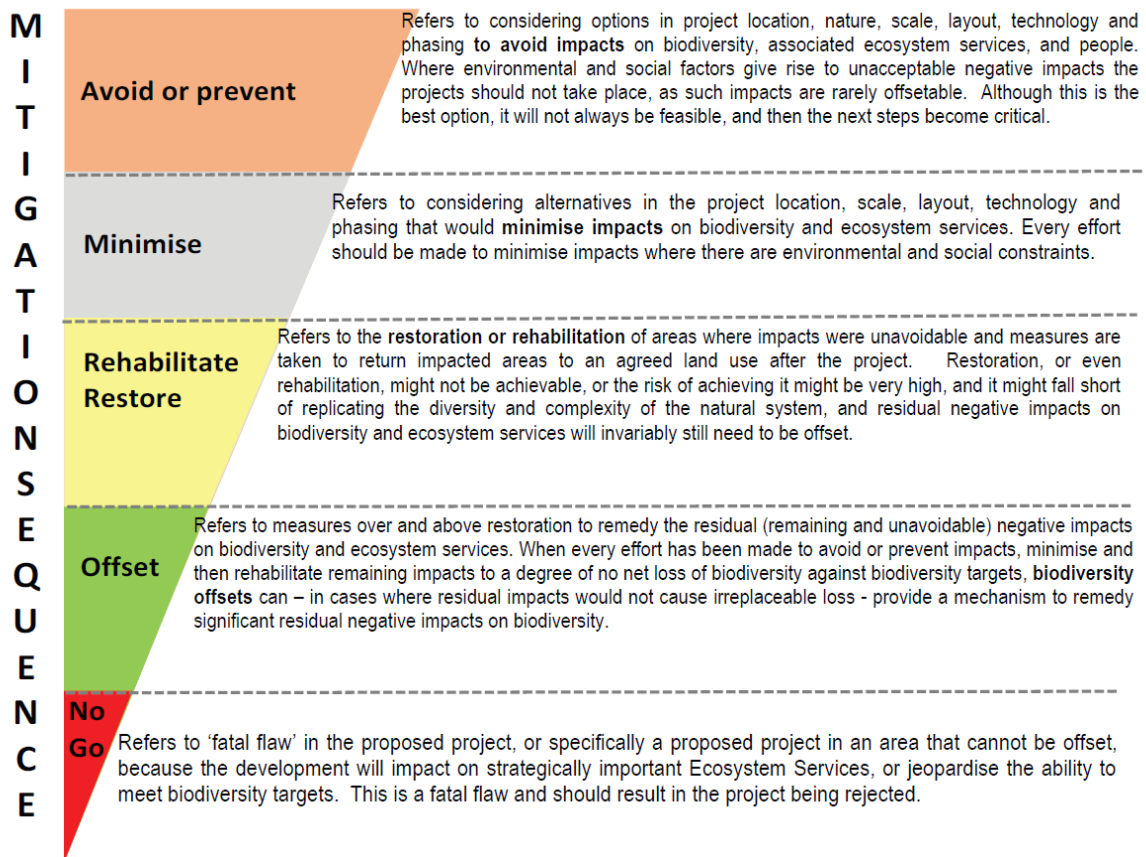 MITIGATION SEQUENCE
Avoid or prevent
Refers to considering options in project location, nature, scale, layout, technology and
phasing to avoid impacts on biodiversity, associated ecosystem services, and people.
Where environmental and social factors give rise to unacceptable negative impacts the
projects should not take place, as such impacts are rarely offsetable. Although this is the
best option, it will not always be feasible, and then the next steps become critical.
Minimise
Refers to considering alternatives in the project location, scale, layout, technology and
phasing that would minimise impacts on biodiversity and ecosystem services. Every effort
should be made to minimise impacts where there are environmental and social constraints.
Rehabilitate
Restore
Refers to the restoration or rehabilitation of areas where impacts were unavoidable and measures are
taken to return impacted areas to an agreed land use after the project. Restoration, or even
rehabilitation, might not be achievable, or the risk of achieving it might be very high, and it might fall short
of replicating the diversity and complexity of the natural system, and residual negative impacts on
biodiversity and ecosystem services will invariably still need to be offset.
Offset
Refers to measures over and above restoration to remedy the residual (remaining and unavoidable) negative impacts
on biodiversity and ecosystem services. When every effort has been made to avoid or prevent impacts, minimise and
then rehabilitate remaining impacts to a degree of no net loss of biodiversity against biodiversity targets, biodiversity
offsets can – in cases where residual impacts would not cause irreplaceable loss - provide a mechanism to remedy
significant residual negative impacts on biodiversity.
No
Go
Refers to ‘fatal flaw’ in the proposed project, or specifically a proposed project in an area that cannot be offset,
because the development will impact on strategically important Ecosystem Services, or jeopardise the ability to
meet biodiversity targets. This is a fatal flaw and should result in the project being rejected.